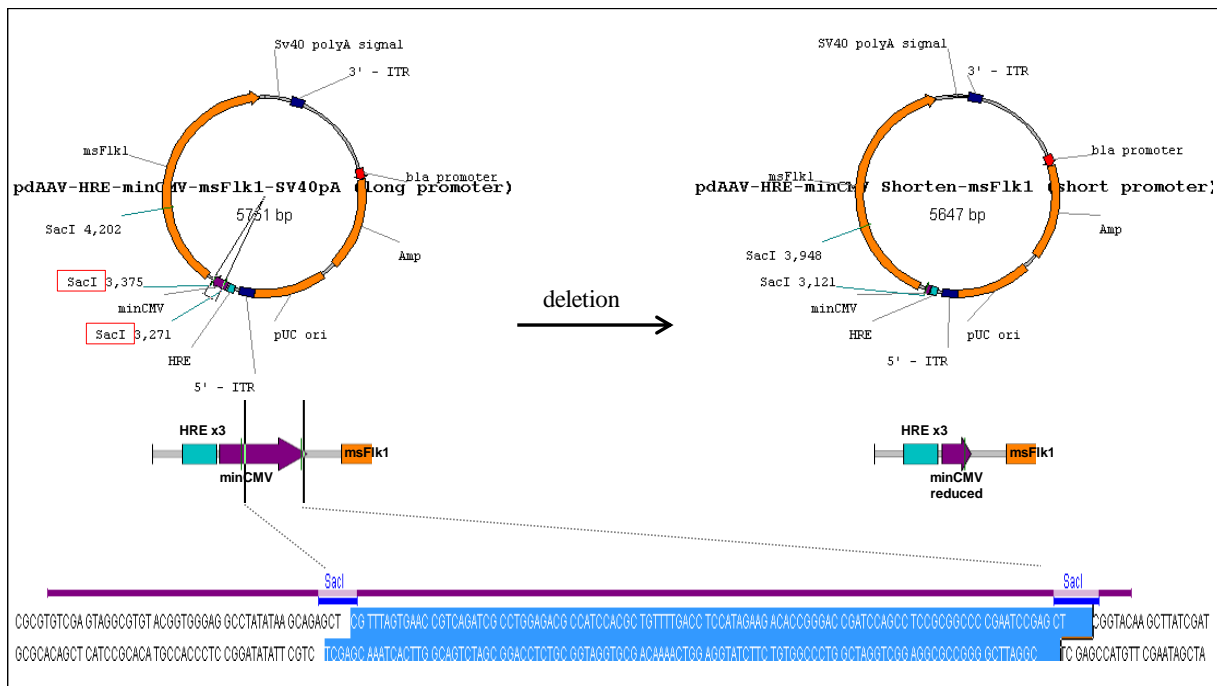 Sv40 polyA signal
3' - ITR
msFlk1
bla promoter
pdAAV-HRE-minCMV-msFlk1-SV40pA (long promoter)
5751 bp
SacI 4,202
Amp
SacI 3,375
minCMV
SacI 3,271
pUC ori
HRE
5' - ITR
deletion
SV40 polyA signal
3' - ITR
bla promoter
msFlk1
pdAAV-HRE-minCMV Shorten-msFlk1 (short promoter)
5647 bp
Amp
SacI 3,948
SacI 3,121
minCMV
pUC ori
HRE
5' - ITR
HRE x3
msFlk1
minCMV
HRE x3
msFlk1
minCMV
reduced
SacI
SacI
CGCGTGTCGA GTAGGCGTGT ACGGTGGGAG GCCTATATAA GCAGAGCT CG TTTAGTGAAC CGTCAGATCG CCTGGAGACG CCATCCACGC TGTTTTGACC TCCATAGAAG ACACCGGGAC CGATCCAGCC TCCGCGGCCC CGAATCCGAG CT CGGTACAA GCTTATCGAT
GCGCACAGCT CATCCGCACA TGCCACCCTC CGGATATATT CGTC TCGAGC AAATCACTTG GCAGTCTAGC GGACCTCTGC GGTAGGTGCG ACAAAACTGG AGGTATCTTC TGTGGCCCTG GCTAGGTCGG AGGCGCCGGG GCTTAGGC TC GAGCCATGTT CGAATAGCTA